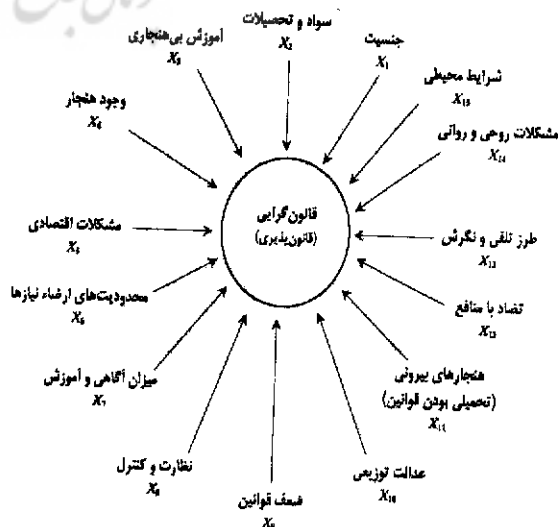 جنسیت
X₁
سواد و تحصیلات
X₂
آموزش بی‌هنجاری
X₃
وجود هنجار
X₄
مشکلات اقتصادی
X₅
محدودیت‌های ارضاء نیازها
X₆
میزان آگاهی و آموزش
X₇
نظارت و کنترل
X₈
ضعف قوانین
X₉
عدالت توزیعی
X₁₀
هنجارهای بیرونی
(تحمیلی بودن قوانین)
X₁₁
تضاد با منافع
طرز تلقی و نگرش
مشکلات روحی و روانی
X₁₄
شرایط محیطی
X₁₅
قانون‌گرایی
(قانون‌پذیری)